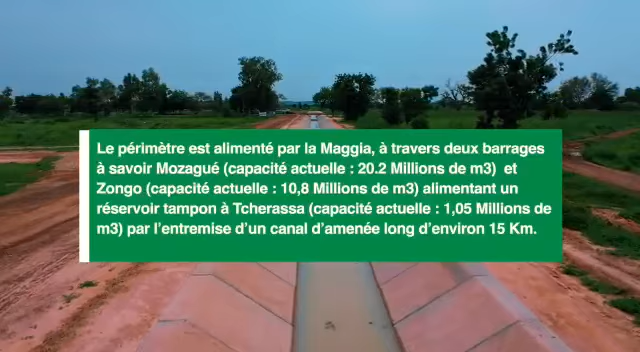 Le périmètre est alimenté par la Maggia, à travers deux barrages
à savoir Mozagué (capacité actuelle : 20.2 Millions de m3) et
Zongo (capacité actuelle : 10,8 Millions de m3) alimentant un
réservoir tampon à Tcherassa (capacité actuelle : 1,05 Millions de
m3) par l'entremise d'un canal d'amenée long d'environ 15 Km.